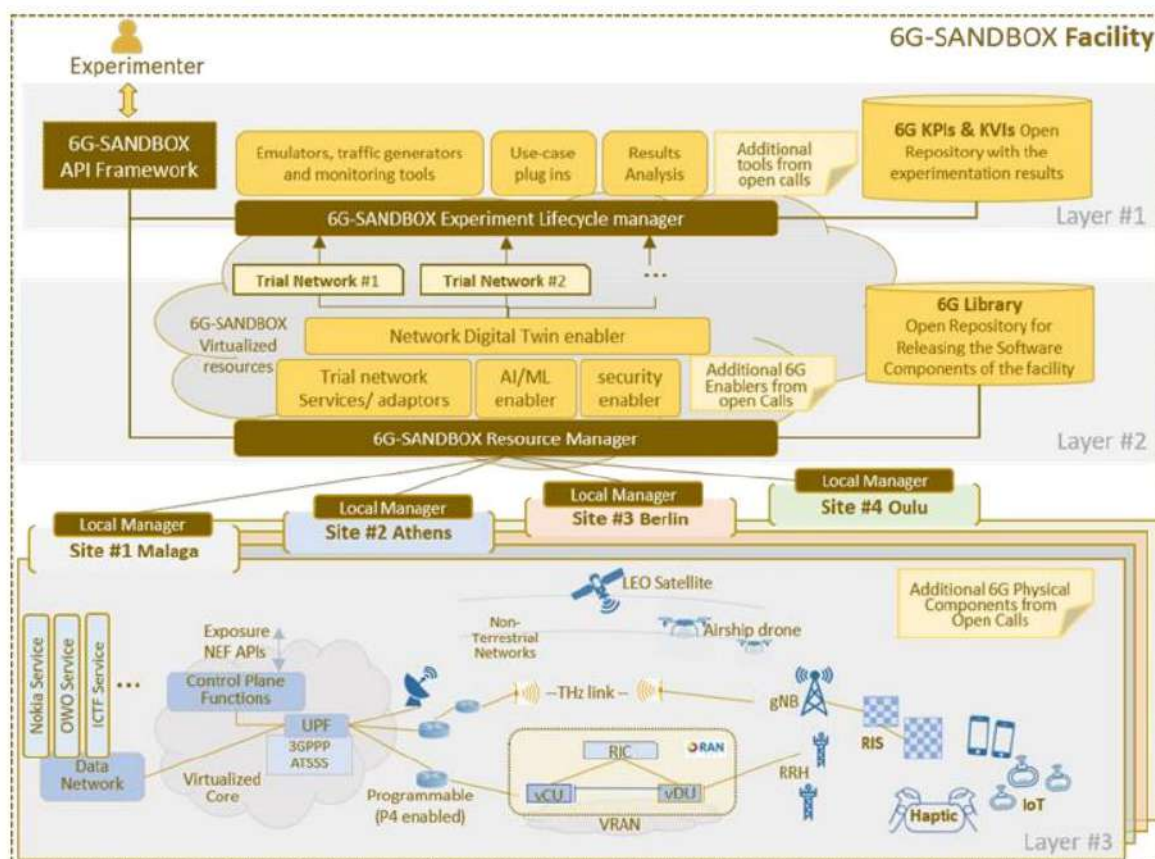 6G-SANDBOX Facility
Experimenter
6G-SANDBOX
API Framework
Emulators, traffic generators
and monitoring tools
Use-case
plug ins
Results
Analysis
Additional
tools from
open calls
6G KPIs & KVIs Open
Repository with the
experimentation results
6G-SANDBOX Experiment Lifecycle manager
Layer #1
Trial Network #1
Trial Network #2
...
6G-SANDBOX
Virtualized
resources
Network Digital Twin enabler
6G Library
Open Repository for
Releasing the Software
Components of the facility
Trial network
Services/ adaptors
AI/ML
enabler
security
enabler
Additional 6G
Enablers from
open Calls
6G-SANDBOX Resource Manager
Layer #2
Local Manager
Site #1 Malaga
Local Manager
Site #2 Athens
Local Manager
Site #3 Berlin
Local Manager
Site #4 Oulu
Nokia Service
OWO Service
ICTF Service
...
Exposure
NEF APIs
Control Plane
Functions
UPF
3GPPP
ATSSS
Data
Network
Virtualized
Core
Non-
Terrestrial
Networks
LEO Satellite
Airship drone
Additional 6G Physical
Components from
Open Calls
--THz link --
gNB
RIS
Programmable
(P4 enabled)
RIC
RAN
vCU
vDU
VRAN
RRH
Haptic
IoT
Layer #3